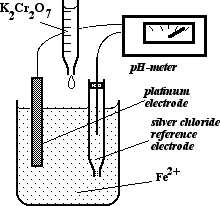 K₂Cr₂O₇
pH-meter
platinum
electrode
silver chloride
reference
electrode
Fe²⁺